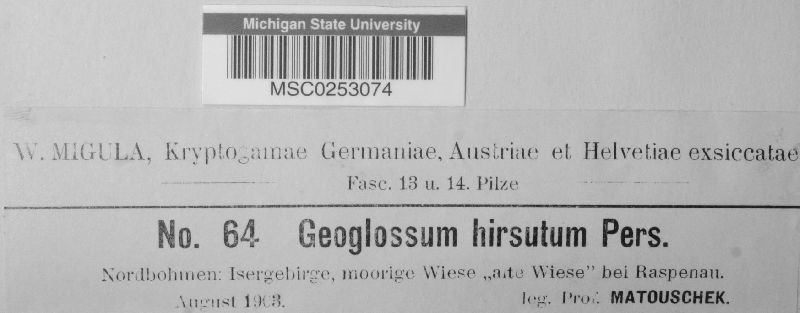 Michigan State University
MSC0253074
W. MIGULA, Kryptogamae Germaniae, Austriae et Helvetiae exsiccatae
Fasc. 13 u. 14. Pilze
No. 64 Geoglossum hirsutum Pers.
Nordböhmen: Isergebirge, moorige Wiese „alte Wiese” bei Raspenau.
August 1903.
leg. Prof. MATOUSCHEK.